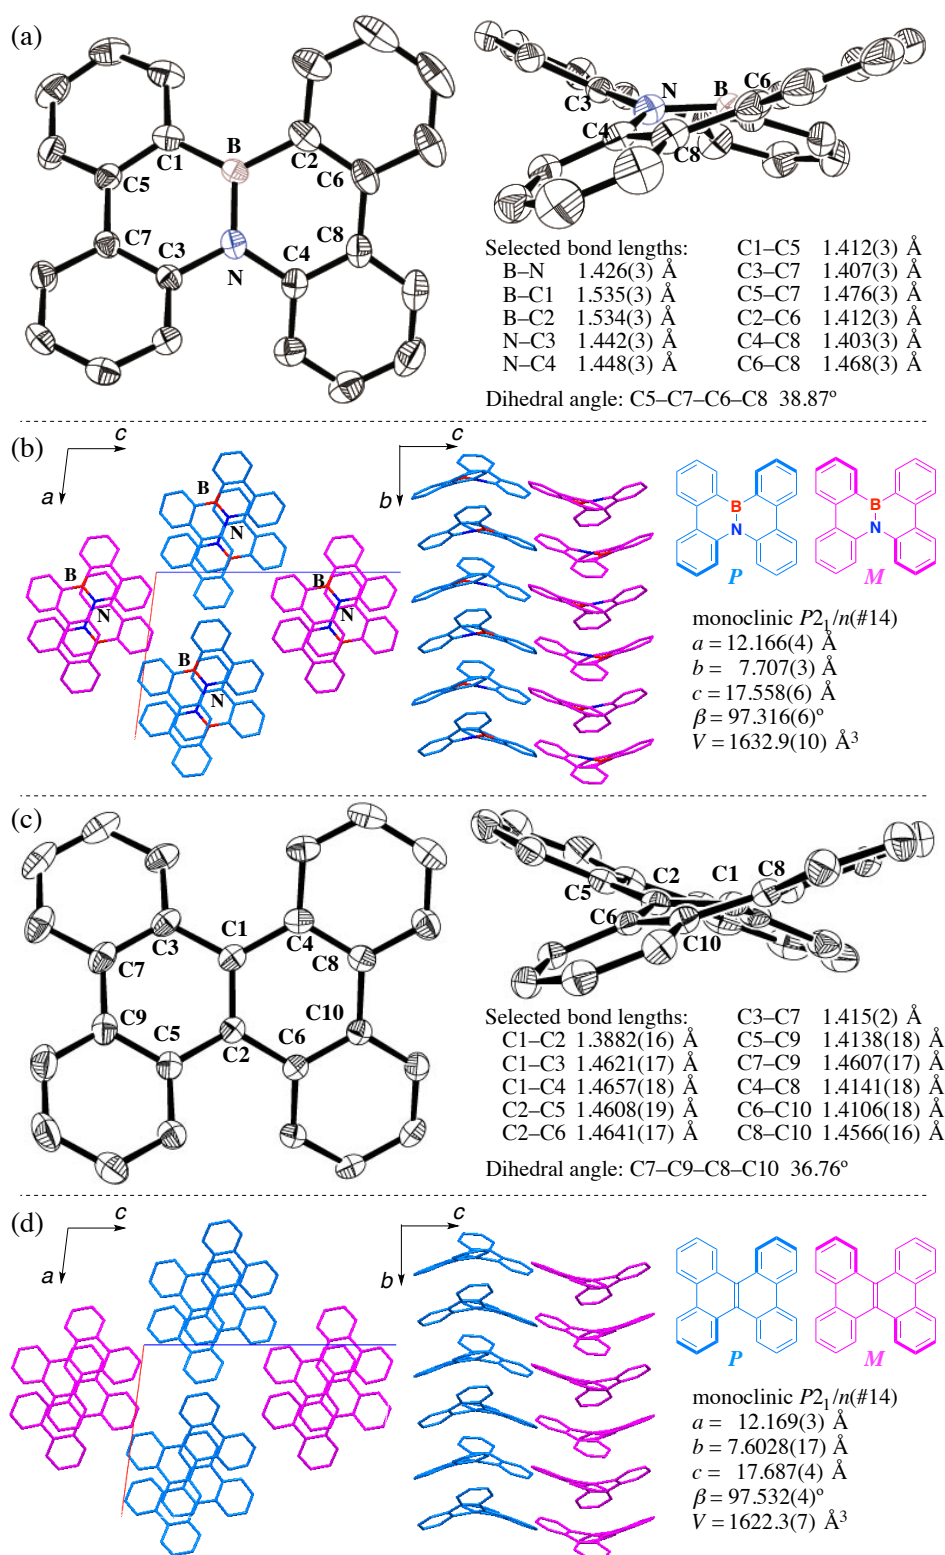 (a)
C1
B
C2
C5
C6
C7
C8
C3
N
C4
C3
N
B
C6
C4
C8
Selected bond lengths:
B–N 1.426(3) Å
B–C1 1.535(3) Å
B–C2 1.534(3) Å
N–C3 1.442(3) Å
N–C4 1.448(3) Å
C1–C5 1.412(3) Å
C3–C7 1.407(3) Å
C5–C7 1.476(3) Å
C2–C6 1.412(3) Å
C4–C8 1.403(3) Å
C6–C8 1.468(3) Å
Dihedral angle: C5–C7–C6–C8 38.87º
(b)
c
a
B
N
B
N
B
N
B
N
c
b
B
N
P
B
N
M
monoclinic P2₁/n(#14)
a = 12.166(4) Å
b = 7.707(3) Å
c = 17.558(6) Å
β = 97.316(6)º
V = 1632.9(10) Å³
(c)
C1
C3
C4
C7
C8
C9
C10
C5
C2
C6
C2
C1
C8
C5
C6
C10
Selected bond lengths:
C1–C2 1.3882(16) Å
C1–C3 1.4621(17) Å
C1–C4 1.4657(18) Å
C2–C5 1.4608(19) Å
C2–C6 1.4641(17) Å
C3–C7 1.415(2) Å
C5–C9 1.4138(18) Å
C7–C9 1.4607(17) Å
C4–C8 1.4141(18) Å
C6–C10 1.4106(18) Å
C8–C10 1.4566(16) Å
Dihedral angle: C7–C9–C8–C10 36.76º
(d)
c
a
c
b
P
M
monoclinic P2₁/n(#14)
a = 12.169(3) Å
b = 7.6028(17) Å
c = 17.687(4) Å
β = 97.532(4)º
V = 1622.3(7) Å³